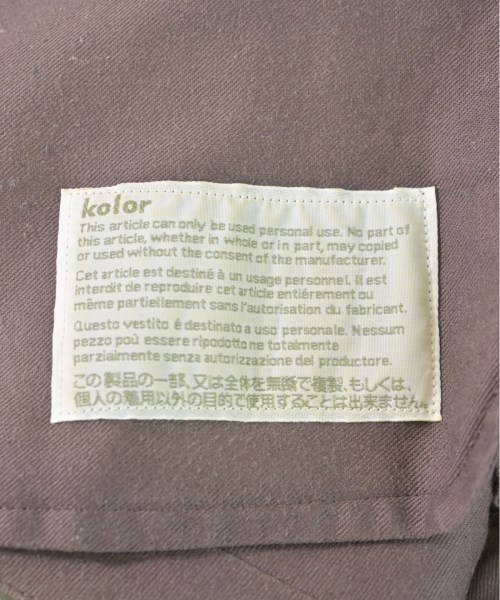 kolor
This article can only be used personal use. No part of
this article, whether in whole or in part, may copied
or used without the consent of the manufacturer.
Cet article est destiné à un usage personnel. Il est
interdit de reproduire cet article entiérement ou
même partiellement sans l'autorisation du fabricant.
Questo vestito é destinato a uso personale. Nessum
pezzo può essere ripodotto ne totalmente
parzialmente senza autorizzazione del productore.
この製品の一部、又は全体を無断で複製、もしくは、
個人の着用以外の目的で使用することは出来ません。